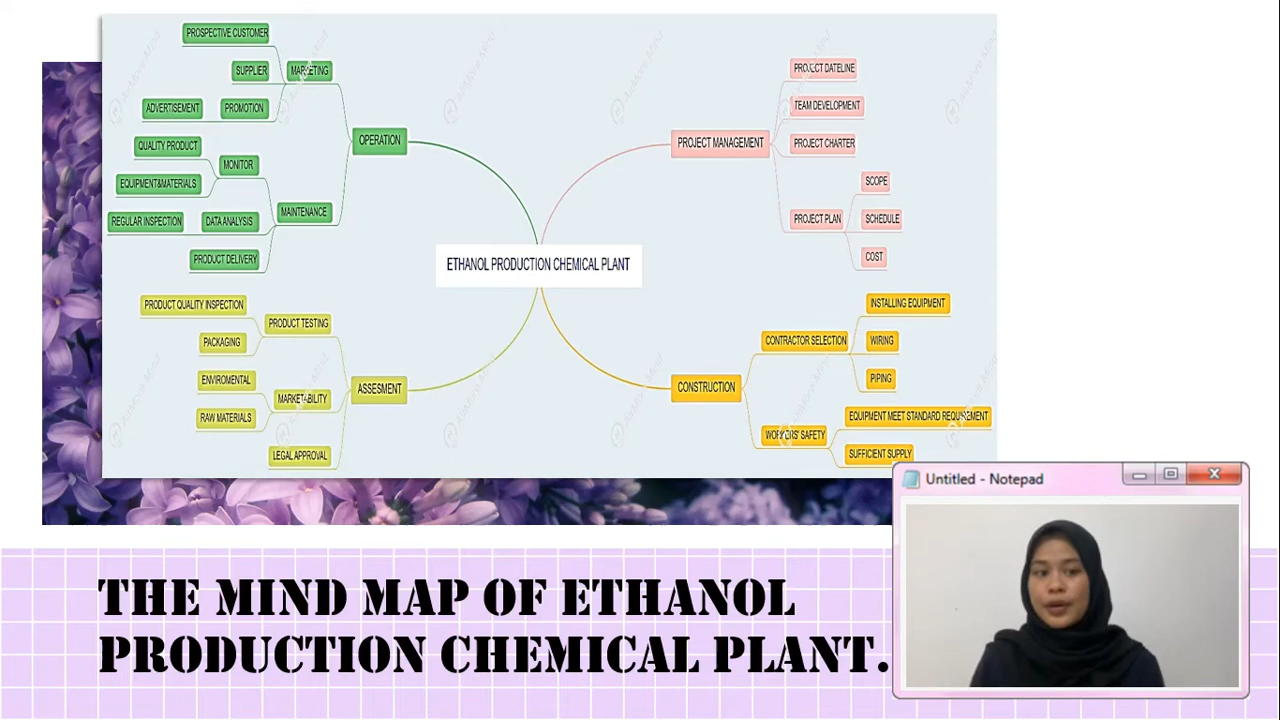 PROSPECTIVE CUSTOMER
SUPPLIER
MARKETING
ADVERTISEMENT
PROMOTION
OPERATION
QUALITY PRODUCT
MONITOR
EQUIPMENT&MATERIALS
MAINTENANCE
REGULAR INSPECTION
DATA ANALYSIS
PRODUCT DELIVERY
PROJECT DATELINE
TEAM DEVELOPMENT
PROJECT MANAGEMENT
PROJECT CHARTER
SCOPE
PROJECT PLAN
SCHEDULE
COST
ETHANOL PRODUCTION CHEMICAL PLANT
PRODUCT QUALITY INSPECTION
PRODUCT TESTING
PACKAGING
ENVIROMENTAL
ASSESMENT
MARKETABILITY
RAW MATERIALS
LEGAL APPROVAL
INSTALLING EQUIPMENT
CONTRACTOR SELECTION
WIRING
PIPING
CONSTRUCTION
EQUIPMENT MEET STANDARD REQUIREMENT
WORKERS' SAFETY
SUFFICIENT SUPPLY
Untitled - Notepad
THE MIND MAP OF ETHANOL
PRODUCTION CHEMICAL PLANT.